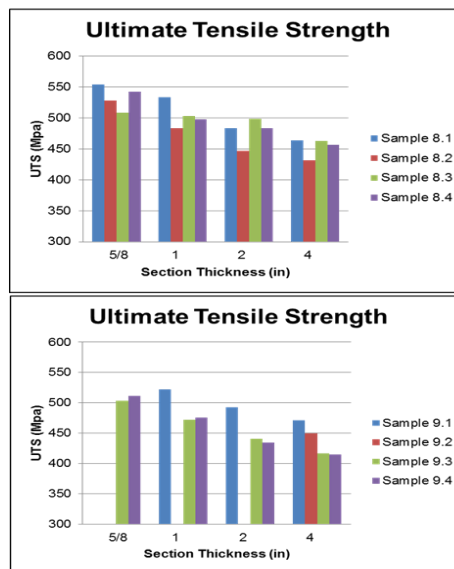 Ultimate Tensile Strength
600
550
500
450
400
350
300
UTS (Mpa)
5/8 1 2 4
Section Thickness (in)
Sample 8.1
Sample 8.2
Sample 8.3
Sample 8.4
Ultimate Tensile Strength
600
550
500
450
400
350
300
UTS (Mpa)
5/8 1 2 4
Section Thickness (in)
Sample 9.1
Sample 9.2
Sample 9.3
Sample 9.4